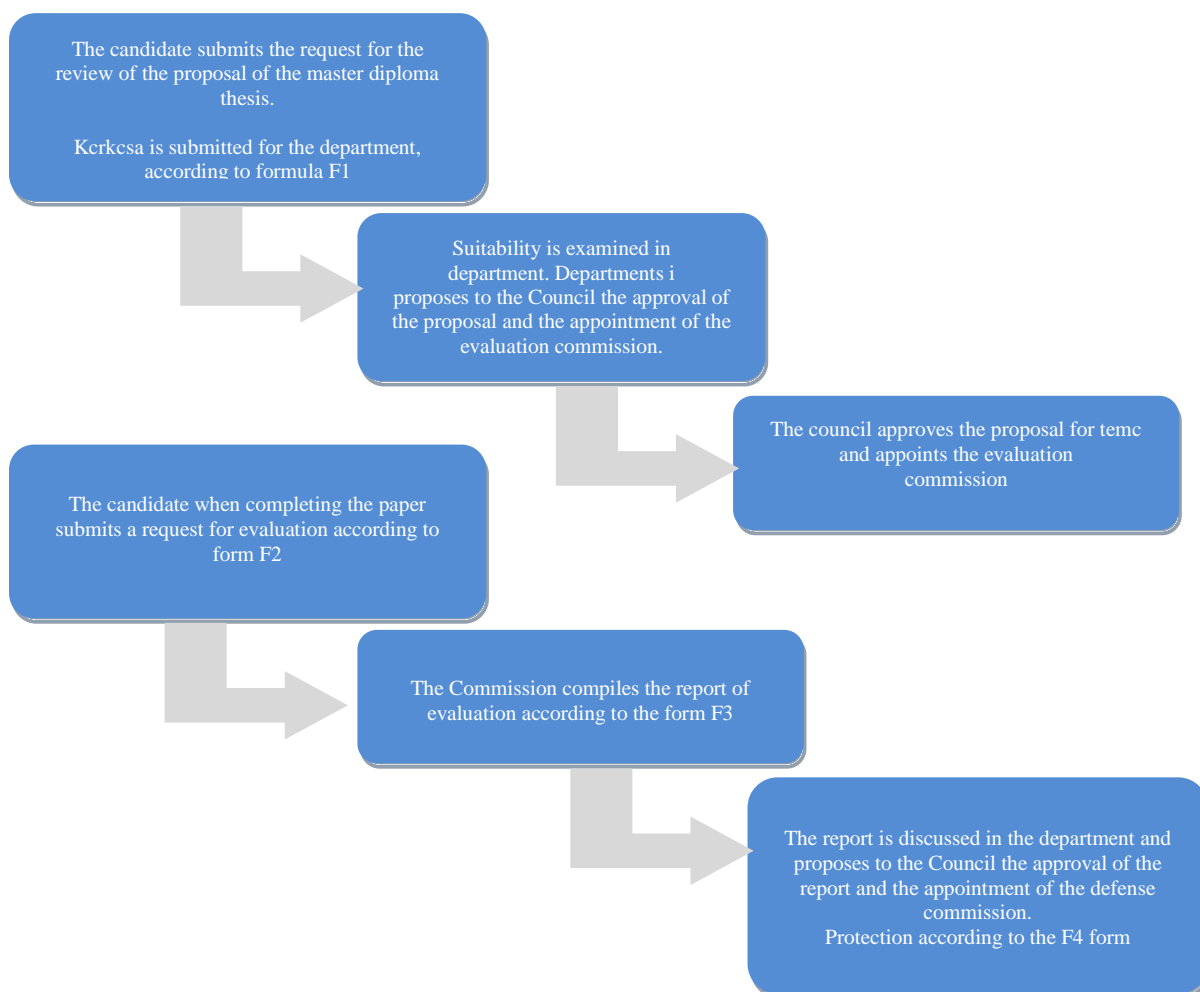 The candidate submits the request for the
review of the proposal of the master diploma
thesis.
Kcrkcsa is submitted for the department,
according to formula F1
Suitability is examined in
department. Departments i
proposes to the Council the approval of
the proposal and the appointment of the
evaluation commission.
The council approves the proposal for temc
and appoints the evaluation
commission
The candidate when completing the paper
submits a request for evaluation according to
form F2
The Commission compiles the report of
evaluation according to the form F3
The report is discussed in the department and
proposes to the Council the approval of the
report and the appointment of the defense
commission.
Protection according to the F4 form